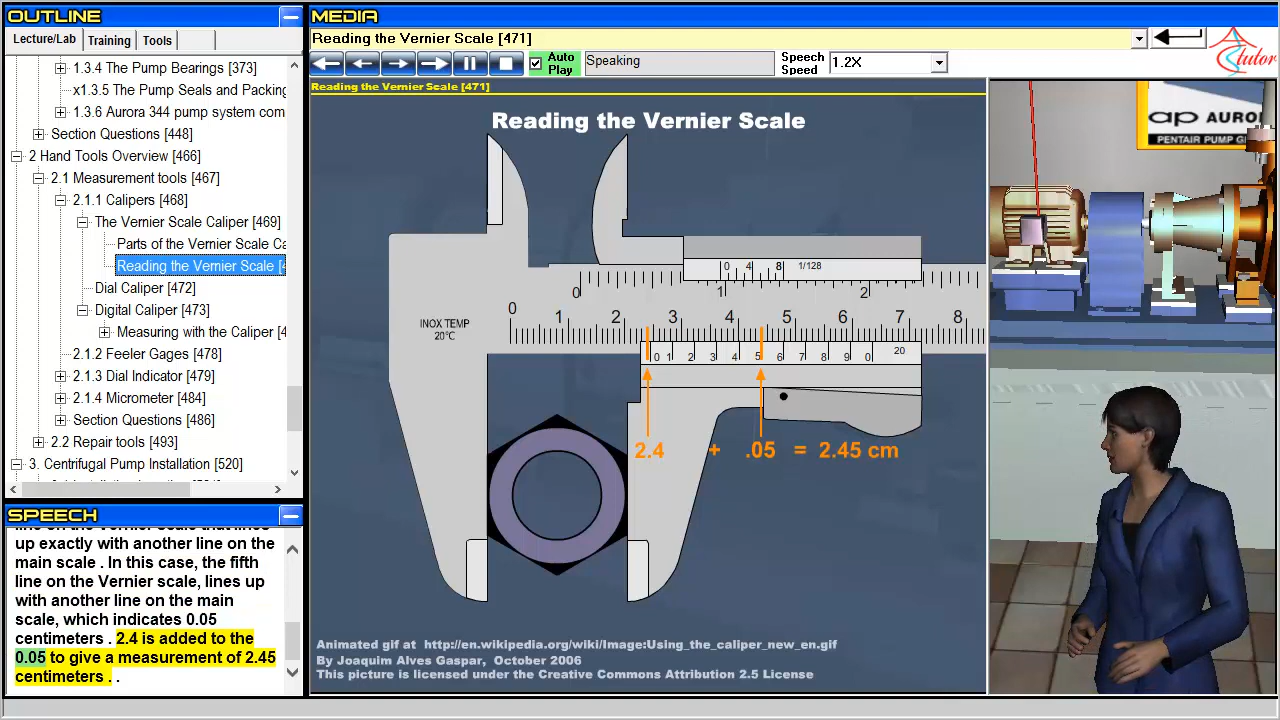 OUTLINE
Lecture/Lab
Training
Tools
1.3.4 The Pump Bearings [373]
x1.3.5 The Pump Seals and Packing
1.3.6 Aurora 344 pump system com
Section Questions [448]
2 Hand Tools Overview [466]
2.1 Measurement tools [467]
2.1.1 Calipers [468]
The Vernier Scale Caliper [469]
Parts of the Vernier Scale Ca
Reading the Vernier Scale [4
Dial Caliper [472]
Digital Caliper [473]
Measuring with the Caliper [4
2.1.2 Feeler Gages [478]
2.1.3 Dial Indicator [479]
2.1.4 Micrometer [484]
Section Questions [486]
2.2 Repair tools [493]
3. Centrifugal Pump Installation [520]
SPEECH
up exactly with another line on the
main scale . In this case, the fifth
line on the Vernier scale, lines up
with another line on the main
scale, which indicates 0.05
centimeters . 2.4 is added to the
0.05 to give a measurement of 2.45
centimeters . .
MEDIA
Reading the Vernier Scale [471]
Auto Play
Speaking
Speech Speed
1.2X
tutor
Reading the Vernier Scale [471]
Reading the Vernier Scale
0 4 8 1/128
0 1 2
INOX TEMP
20°C
0 1 2 3 4 5 6 7 8
0 1 2 3 4 5 6 7 8 9 0 20
2.4 + .05 = 2.45 cm
Animated gif at http://en.wikipedia.org/wiki/Image:Using_the_caliper_new_en.gif
By Joaquim Alves Gaspar, October 2006
This picture is licensed under the Creative Commons Attribution 2.5 License
ap AURO
PENTAIR PUMP G